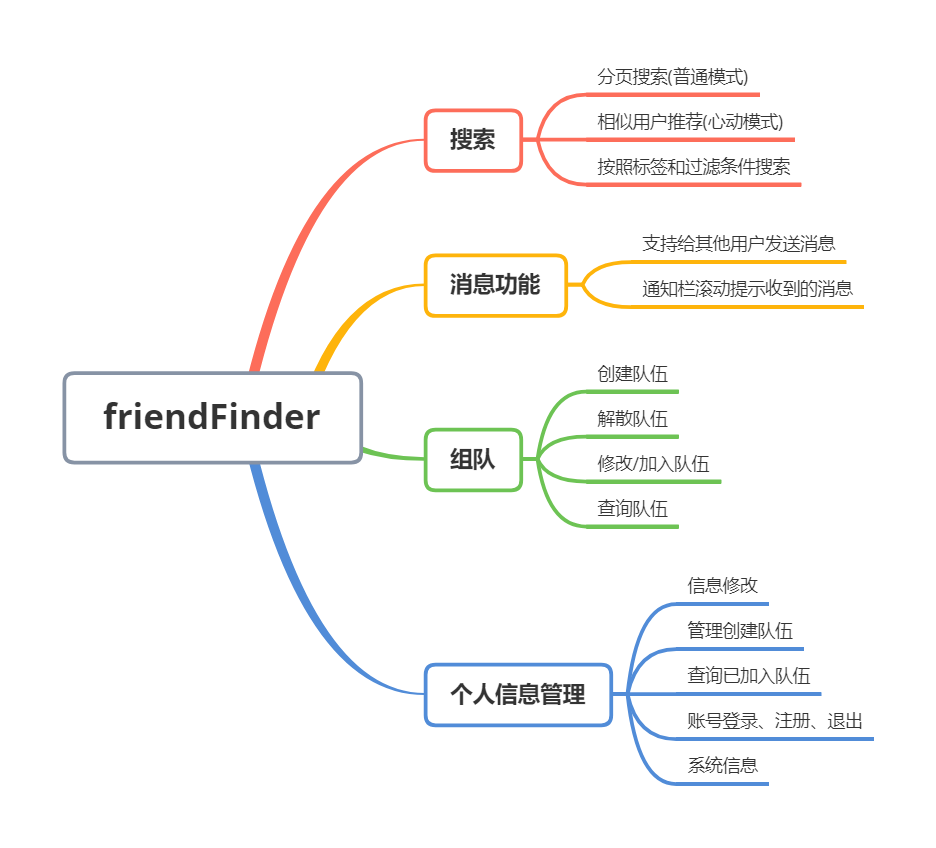 friendFinder
搜索
分页搜索(普通模式)
相似用户推荐(心动模式)
按照标签和过滤条件搜索
消息功能
支持给其他用户发送消息
通知栏滚动提示收到的消息
组队
创建队伍
解散队伍
修改/加入队伍
查询队伍
个人信息管理
信息修改
管理创建队伍
查询已加入队伍
账号登录、注册、退出
系统信息